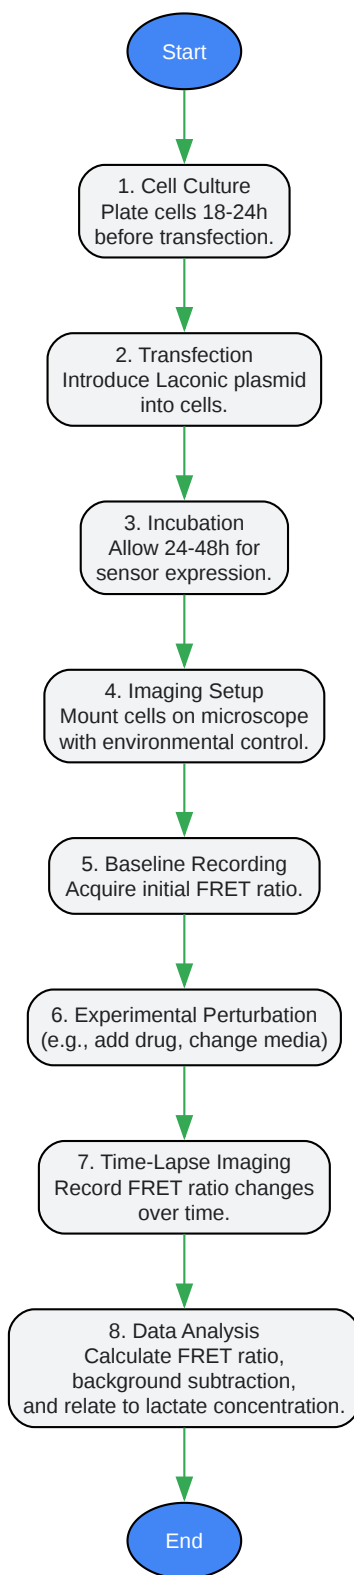 Start
1. Cell Culture
Plate cells 18-24h
before transfection.
2. Transfection
Introduce Laconic plasmid
into cells.
3. Incubation
Allow 24-48h for
sensor expression.
4. Imaging Setup
Mount cells on microscope
with environmental control.
5. Baseline Recording
Acquire initial FRET ratio.
6. Experimental Perturbation
(e.g., add drug, change media)
7. Time-Lapse Imaging
Record FRET ratio changes
over time.
8. Data Analysis
Calculate FRET ratio,
background subtraction,
and relate to lactate concentration.
End